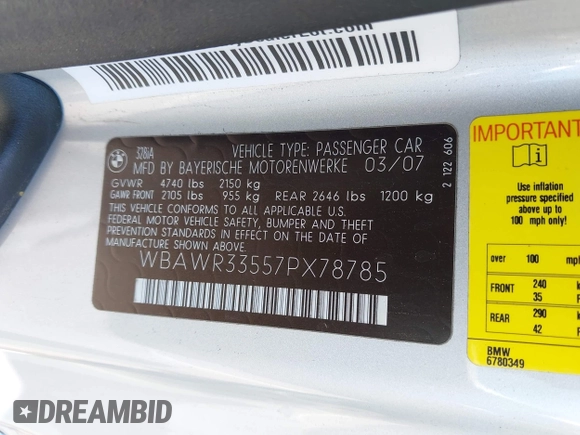 BMW
328iA
VEHICLE TYPE: PASSENGER CAR
MFD BY BAYERISCHE MOTORENWERKE 03/07
GVWR 4740 lbs 2150 kg
GAWR FRONT 2105 lbs 955 kg REAR 2646 lbs 1200 kg
THIS VEHICLE CONFORMS TO ALL APPLICABLE U.S.
FEDERAL MOTOR VEHICLE SAFETY, BUMPER AND THEFT
PREVENTION STANDARDS IN EFFECT ON THE DATE OF
MANUFACTURE SHOWN ABOVE.
WBAWR33557PX78785
2 122 606
IMPORTANT
Use inflation
pressure specified
above at up to
100 mph only!
over 100 mph
FRONT 240
35
REAR 290
42
BMW
6780349
DREAMBID